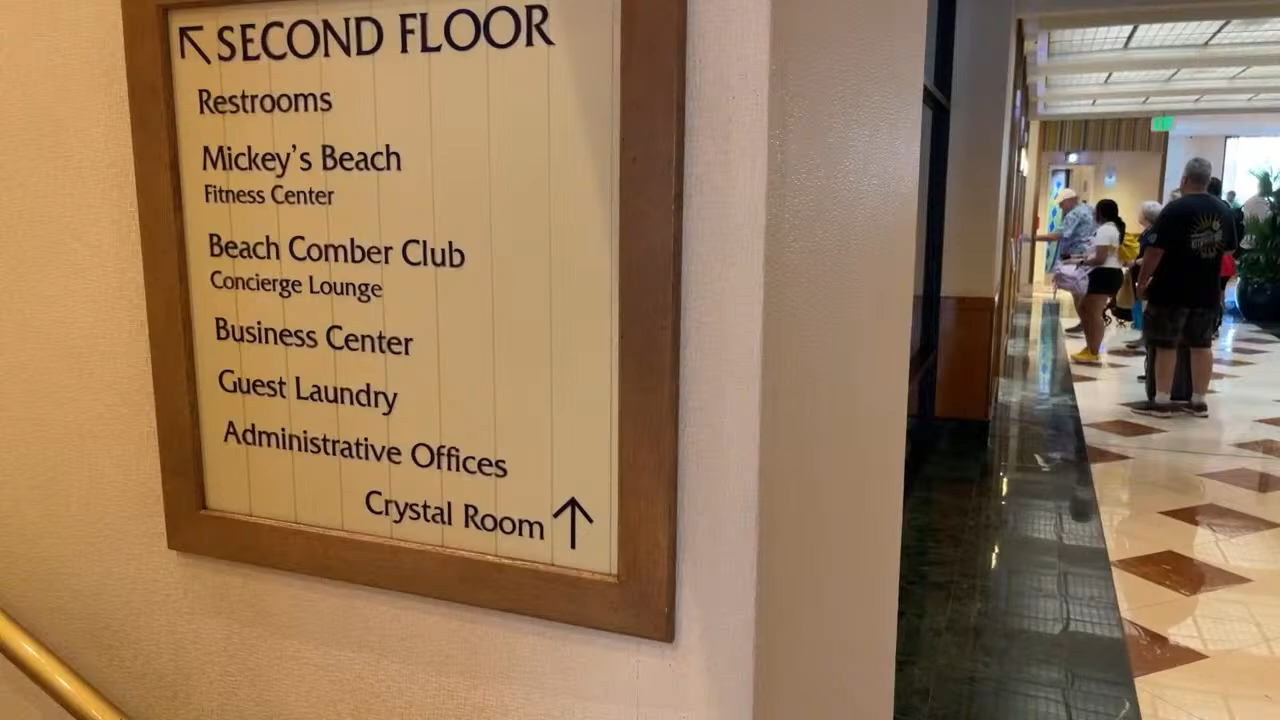 SECOND FLOOR
Restrooms
Mickey's Beach
Fitness Center
Beach Comber Club
Concierge Lounge
Business Center
Guest Laundry
Administrative Offices
Crystal Room